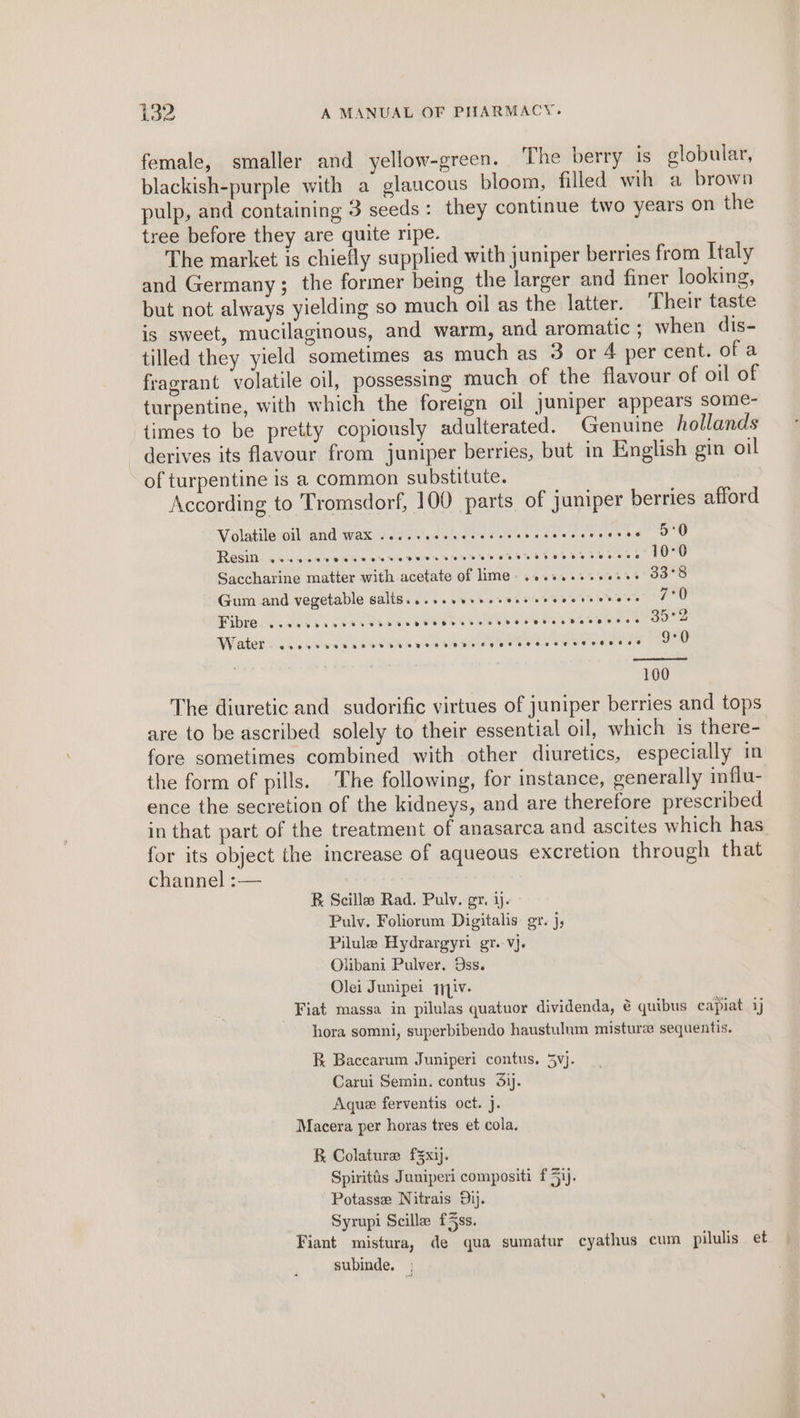 132 A MANUAL OF PHARMACY.
female, smaller and yellow-green. The berry is globular,
blackish-purple with a glaucous bloom, filled wih a brown
pulp, and containing 3 seeds: they continue two years on the
tree before they are quite ripe.
The market is chiefly supplied with juniper berries from Italy
and Germany; the former being the larger and finer looking,
but not always yielding so much oil as the latter. Their taste
is sweet, mucilaginous, and warm, and aromatic; when dis-
tilled they yield sometimes as much as 3 or 4 per cent. of a
fragrant volatile oil, possessing much of the flavour of oil of
turpentine, with which the foreign oil juniper appears some-
times to be pretty copiously adulterated. Genuine hollands
derives its flavour from juniper berries, but in English gin oil
of turpentine is a common substitute.
According to Tromsdorf, 100 parts of juniper berries afford
Volatile oil and wax .............................. 5·0
Resin .............................. 10·0
Saccharine matter with acetate of lime .............. 33·8
Gum and vegetable salts.............................. 7·0
Fibre .............................. 35·2
Water .............................. 9·0
100
The diuretic and sudorific virtues of juniper berries and tops
are to be ascribed solely to their essential oil, which is there-
fore sometimes combined with other diuretics, especially in
the form of pills. The following, for instance, generally influ-
ence the secretion of the kidneys, and are therefore prescribed
in that part of the treatment of anasarca and ascites which has
for its object the increase of aqueous excretion through that
channel :—
℞ Scillæ Rad. Pulv. gr. ij.
Pulv. Foliorum Digitalis gr. j,
Pilulæ Hydrargyri gr. vj.
Olibani Pulver. ℈ss.
Olei Junipei ♏iv.
Fiat massa in pilulas quatuor dividenda, è quibus capiat ij
hora somni, superbibendo haustulum misturæ sequentis.
℞ Baccarum Juniperi contus. ʒvj.
Carui Semin. contus ʒij.
Aquæ ferventis oct. j.
Macera per horas tres et cola.
℞ Colaturæ f℥xij.
Spiritûs Juniperi compositi f ℥ij.
Potassæ Nitrais ℈ij.
Syrupi Scillæ f℥ss.
Fiant mistura, de qua sumatur cyathus cum pilulis et
subinde.